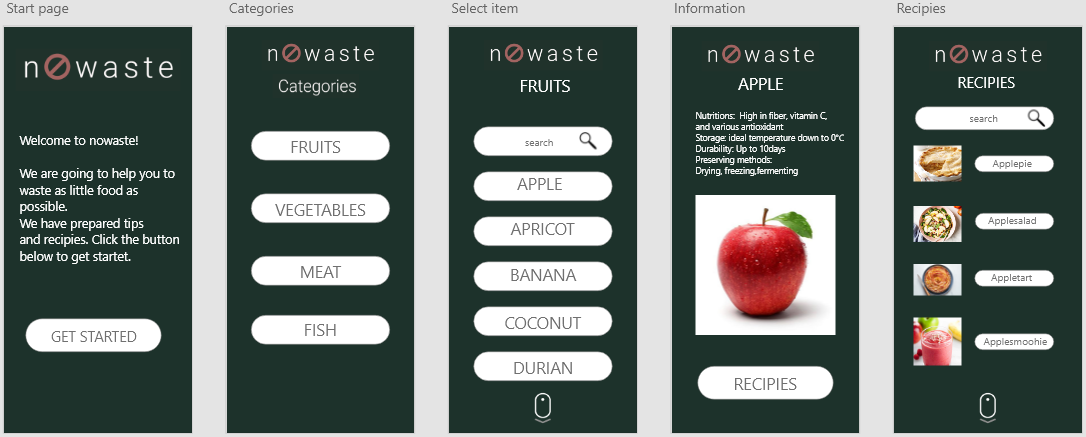 Start page
nowaste
Welcome to nowaste!
We are going to help you to
waste as little food as
possible.
We have prepared tips
and recipies. Click the button
below to get startet.
GET STARTED
Categories
nowaste
Categories
FRUITS
VEGETABLES
MEAT
FISH
Select item
nowaste
FRUITS
search
APPLE
APRICOT
BANANA
COCONUT
DURIAN
Information
nowaste
APPLE
Nutritions: High in fiber, vitamin C,
and various antioxidant
Storage: ideal temperature down to 0°C
Durability: Up to 10days
Preserving methods:
Drying, freezing,fermenting
RECIPIES
Recipies
nowaste
RECIPIES
search
Applepie
Applesalad
Appletart
Applesmoohie